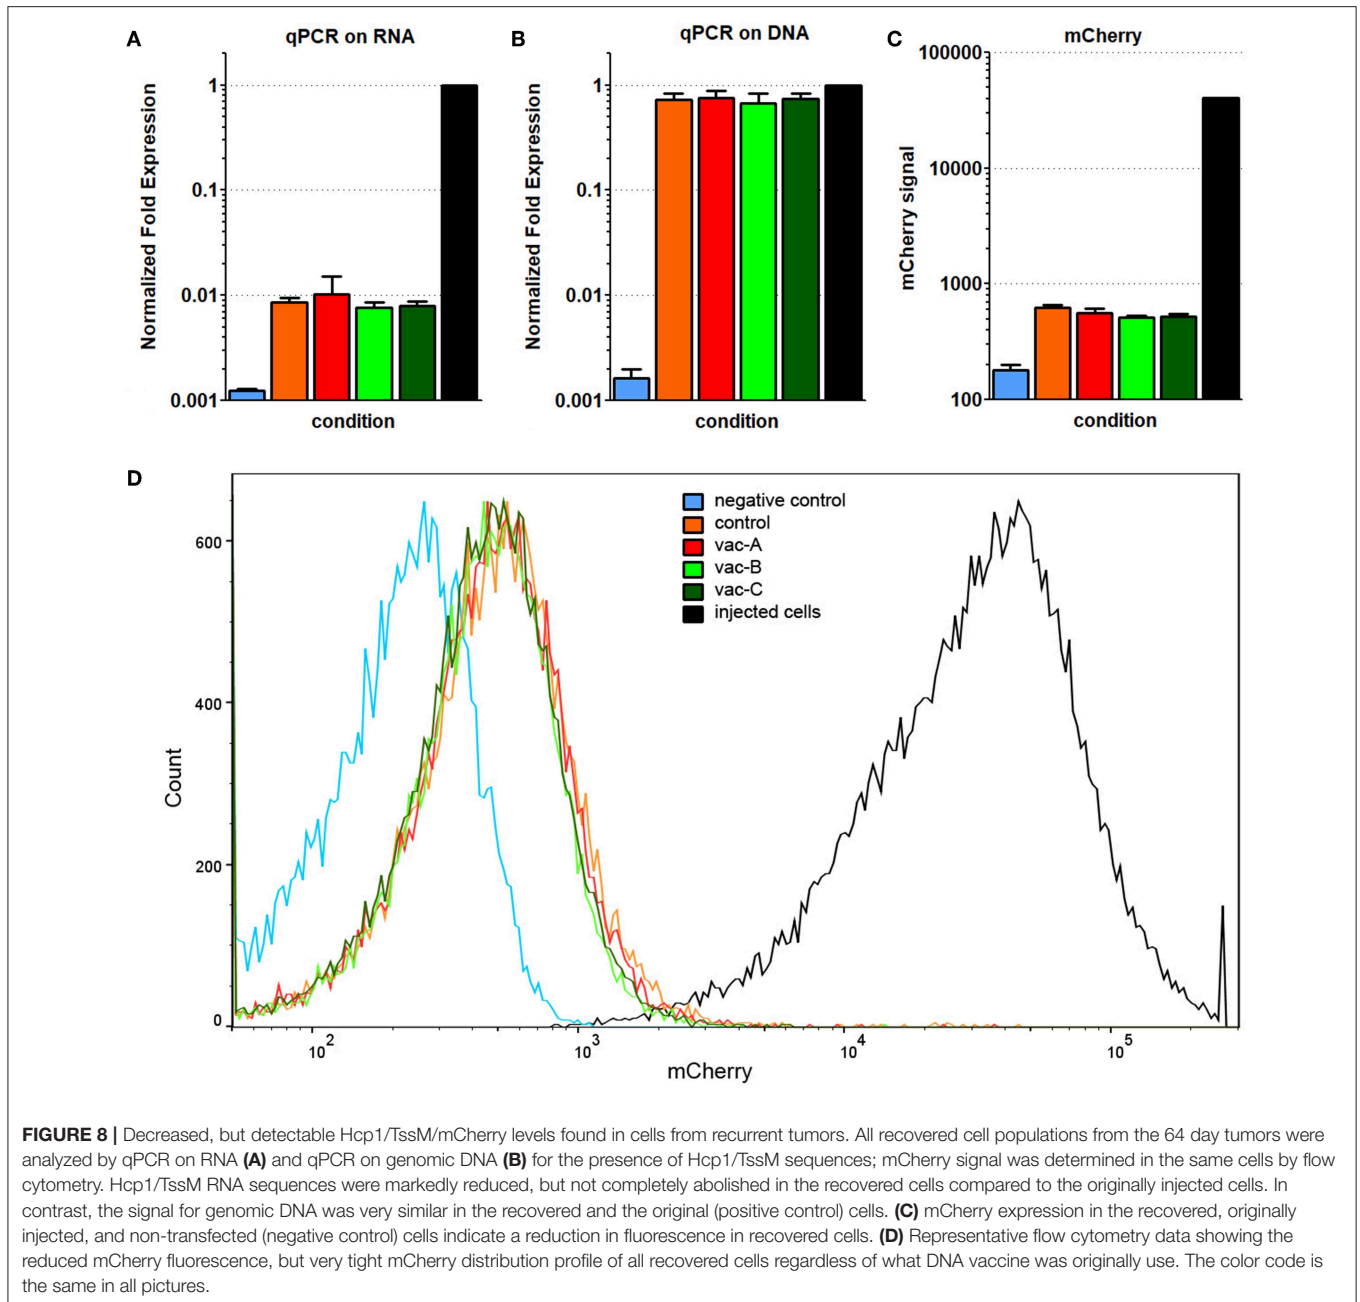 A
qPCR on RNA
Normalized Fold Expression
1
0.1
0.01
0.001
condition
B
qPCR on DNA
Normalized Fold Expression
1
0.1
0.01
0.001
condition
C
mCherry
mCherry signal
100000
10000
1000
100
condition
D
negative control
control
vac-A
vac-B
vac-C
injected cells
Count
600
400
200
0
10^2
10^3
10^4
10^5
mCherry
FIGURE 8 | Decreased, but detectable Hcp1/TssM/mCherry levels found in cells from recurrent tumors. All recovered cell populations from the 64 day tumors were
analyzed by qPCR on RNA (A) and qPCR on genomic DNA (B) for the presence of Hcp1/TssM sequences; mCherry signal was determined in the same cells by flow
cytometry. Hcp1/TssM RNA sequences were markedly reduced, but not completely abolished in the recovered cells compared to the originally injected cells. In
contrast, the signal for genomic DNA was very similar in the recovered and the original (positive control) cells. (C) mCherry expression in the recovered, originally
injected, and non-transfected (negative control) cells indicate a reduction in fluorescence in recovered cells. (D) Representative flow cytometry data showing the
reduced mCherry fluorescence, but very tight mCherry distribution profile of all recovered cells regardless of what DNA vaccine was originally use. The color code is
the same in all pictures.